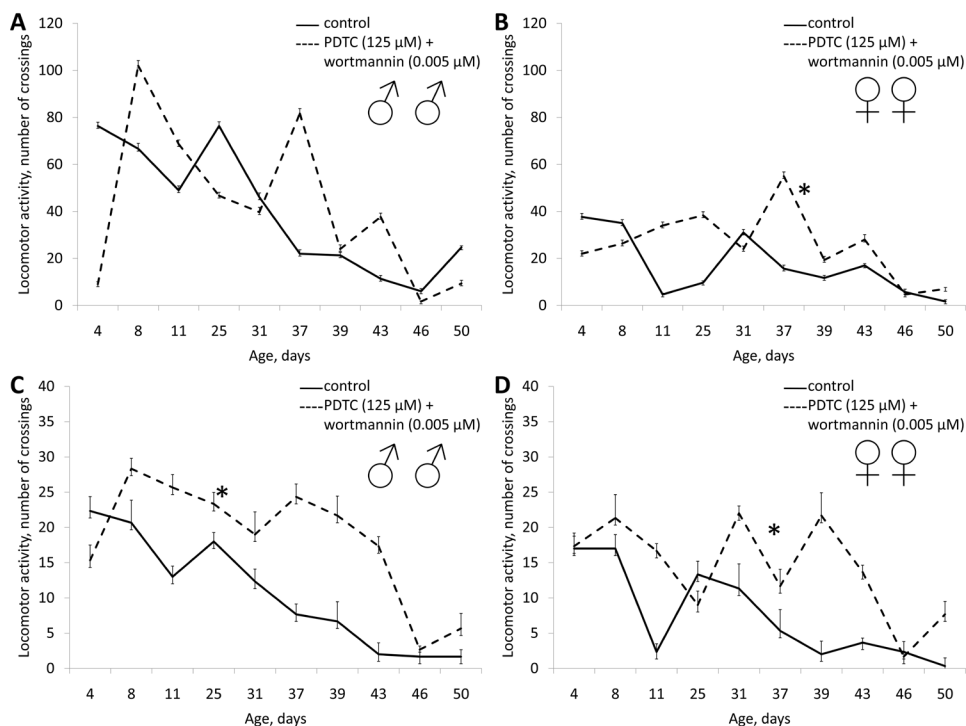 A
Locomotor activity, number of crossings
120
100
80
60
40
20
0
4 8 11 25 31 37 39 43 46 50
Age, days
control
PDTC (125 μM) +
wortmannin (0.005 μM)
B
Locomotor activity, number of crossings
120
100
80
60
40
20
0
4 8 11 25 31 37 39 43 46 50
Age, days
control
PDTC (125 μM) +
wortmannin (0.005 μM)
*
C
Locomotor activity, number of crossings
40
35
30
25
20
15
10
5
0
4 8 11 25 31 37 39 43 46 50
Age, days
control
PDTC (125 μM) +
wortmannin (0.005 μM)
*
D
Locomotor activity, number of crossings
40
35
30
25
20
15
10
5
0
4 8 11 25 31 37 39 43 46 50
Age, days
control
PDTC (125 μM) +
wortmannin (0.005 μM)
*